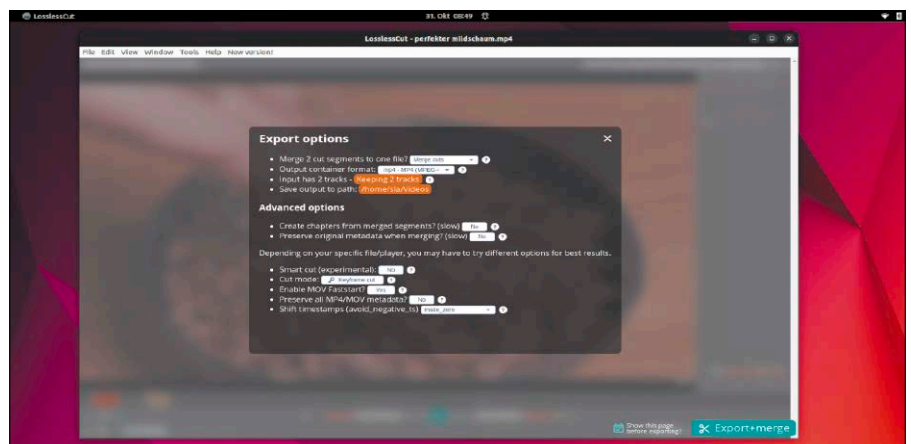 LosslessCut
31. Okt 08:49
LosslessCut - perfekter mildschaum.mp4
File Edit View Window Tools Help New version!
Export options
Merge 2 cut segments to one file? Merge cuts
Output container format: mp4 - MP4 (MPEG-
Input has 2 tracks - Keeping 2 tracks
Save output to path: /home/sla/Videos
Advanced options
Create chapters from merged segments? (slow) No
Preserve original metadata when merging? (slow) No
Depending on your specific file/player, you may have to try different options for best results.
Smart cut (experimental): No
Cut mode: Keyframe cut
Enable MOV Faststart? Yes
Preserve all MP4/MOV metadata? No
Shift timestamps (avoid_negative_ts) make_zero
Show this page
before exporting?
Export+merge